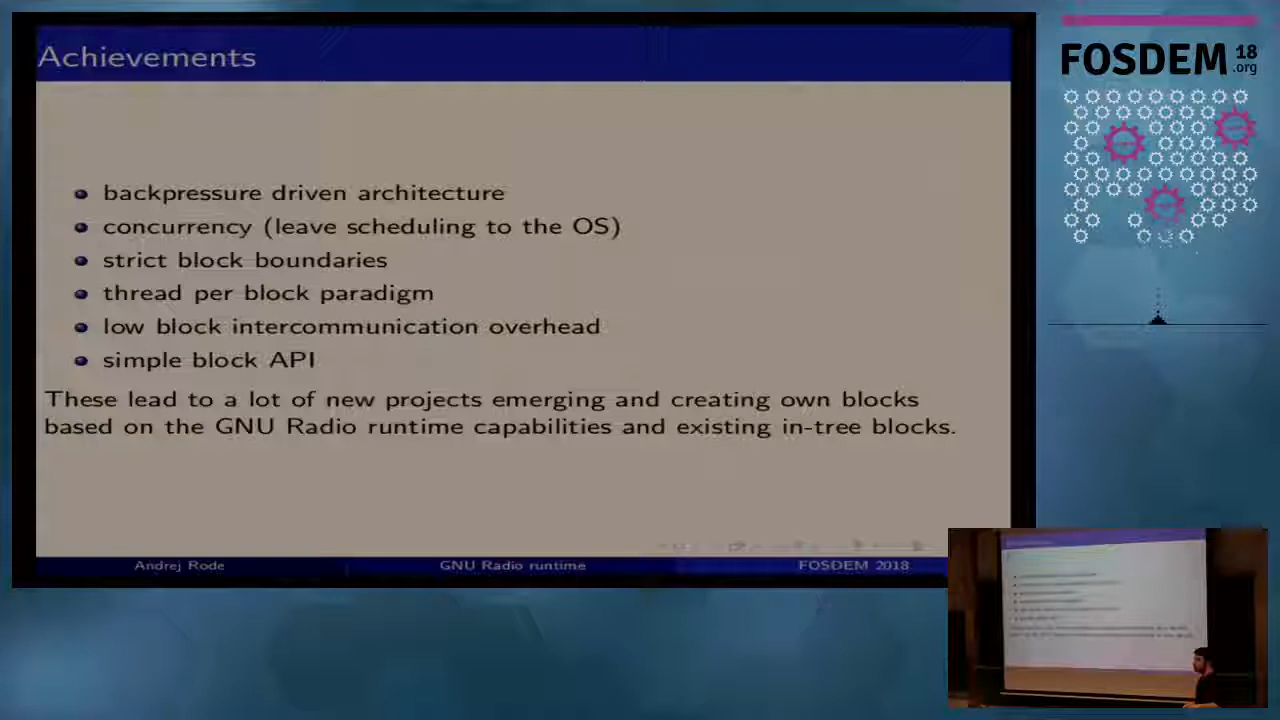 Achievements
FOSDEM 18
.org
backpressure driven architecture
concurrency (leave scheduling to the OS)
strict block boundaries
thread per block paradigm
low block intercommunication overhead
simple block API
These lead to a lot of new projects emerging and creating own blocks
based on the GNU Radio runtime capabilities and existing in-tree blocks.
Andrej Rode
GNU Radio runtime
FOSDEM 2018